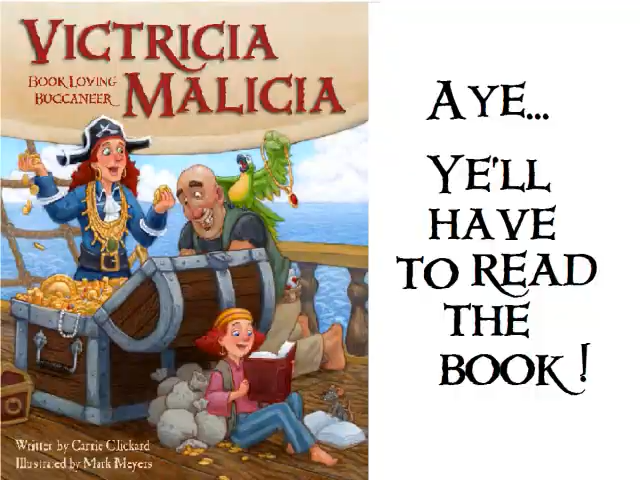 VICTRICIA
BOOK LOVING
BUCCANEER
MALICIA
Written by Carrie Clickard
Illustrated by Mark Meyers
AYE...
YE'LL
HAVE
TO READ
THE
BOOK!